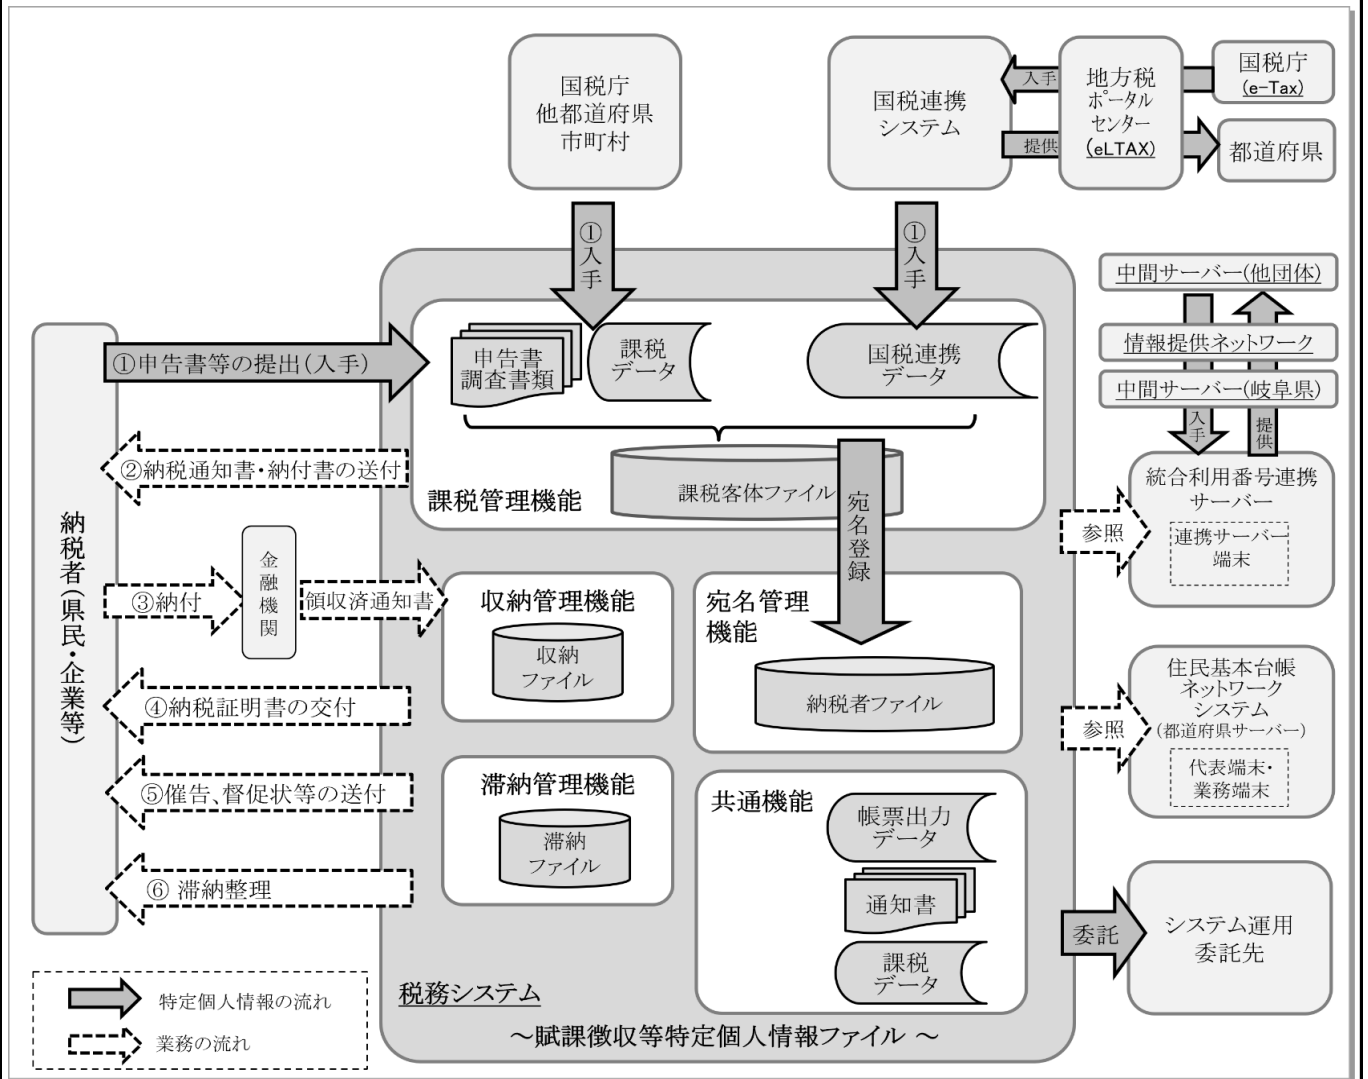 国税庁
他都道府県
市町村
国税連携
システム
入手
提供
地方税
ポータル
センター
(eLTAX)
国税庁
(e-Tax)
都道府県
①入手
①入手
中間サーバー(他団体)
情報提供ネットワーク
中間サーバー(岐阜県)
入手
提供
①申告書等の提出(入手)
申告書
調査書類
課税
データ
国税連携
データ
②納税通知書・納付書の送付
課税客体ファイル
課税管理機能
宛名登録
統合利用番号連携
サーバー
連携サーバー
端末
参照
納税者(県民・企業等)
③納付
金融機関
領収済通知書
収納管理機能
収納
ファイル
宛名管理
機能
納税者ファイル
住民基本台帳
ネットワーク
システム
(都道府県サーバー)
代表端末・
業務端末
参照
④納税証明書の交付
⑤催告、督促状等の送付
滞納管理機能
滞納
ファイル
共通機能
帳票出力
データ
通知書
課税
データ
⑥ 滞納整理
委託
システム運用
委託先
税務システム
～賦課徴収等特定個人情報ファイル ～
特定個人情報の流れ
業務の流れ